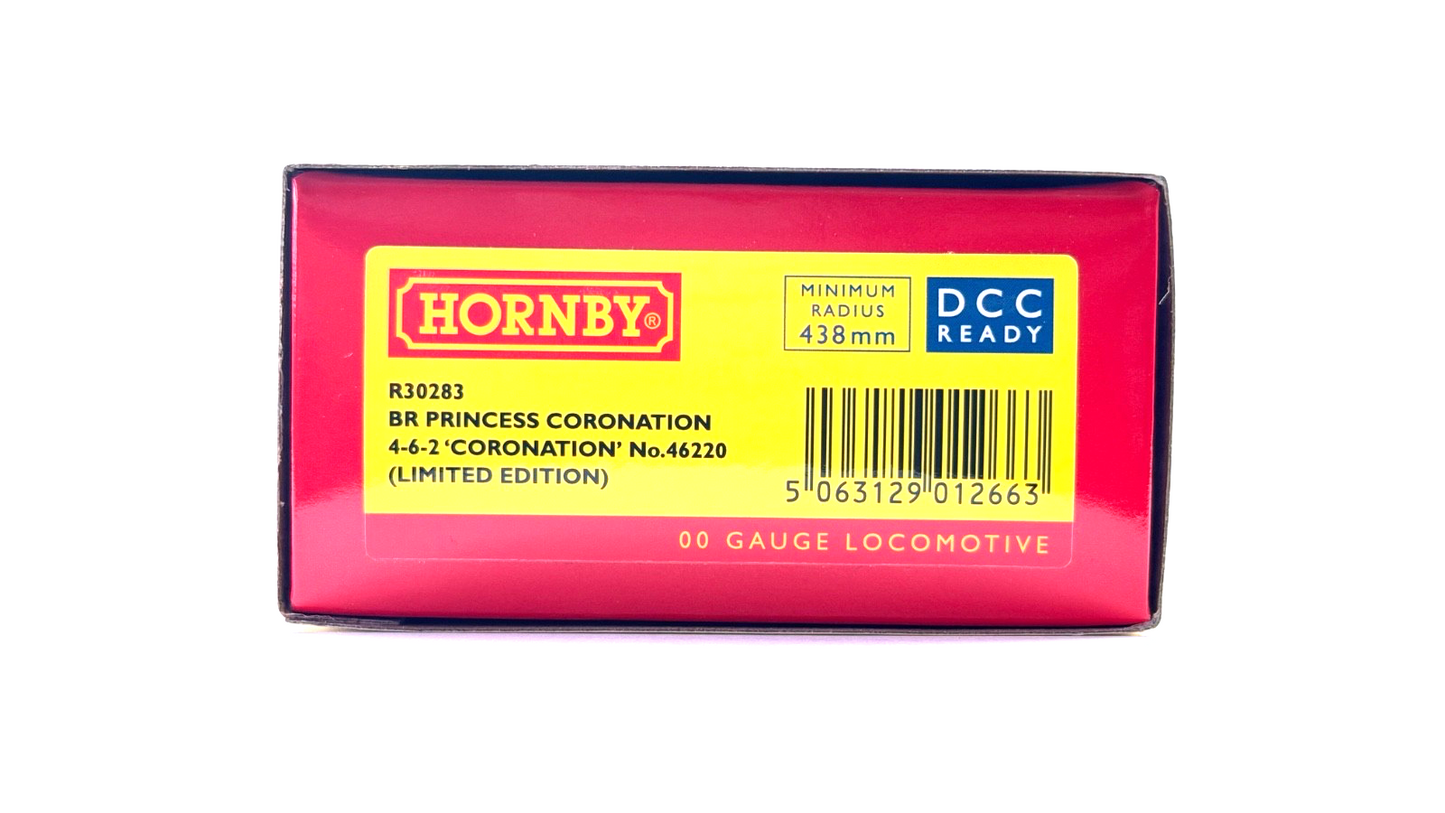 HORNBY®
MINIMUM
RADIUS
438mm
DCC
READY
R30283
BR PRINCESS CORONATION
4-6-2 ‘CORONATION’ No.46220
(LIMITED EDITION)
5 063129 012663
00 GAUGE LOCOMOTIVE